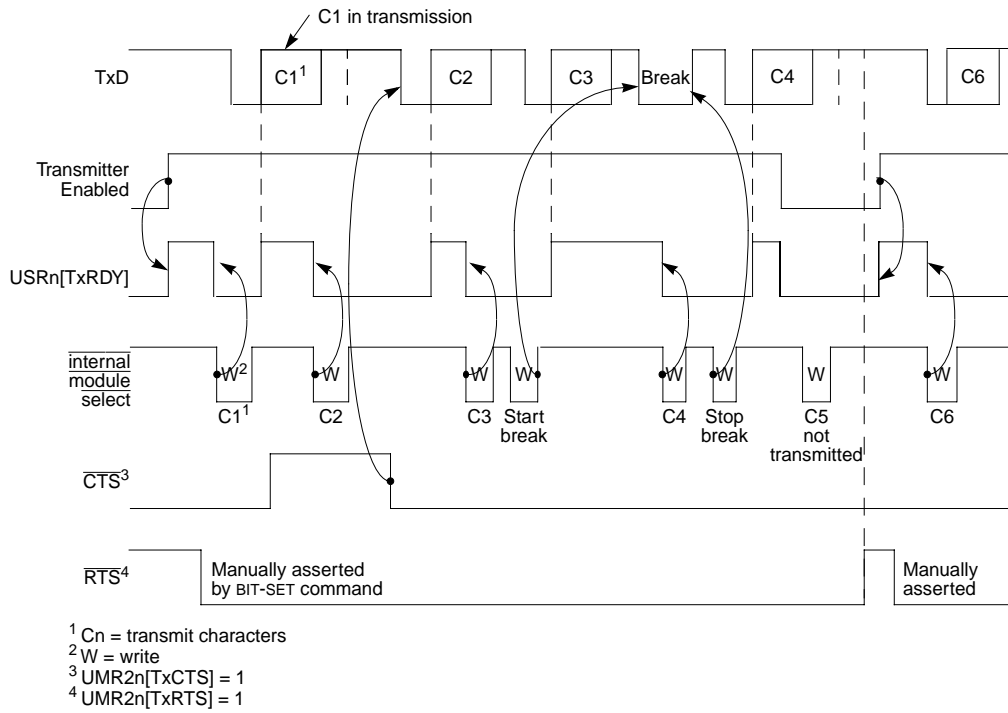 C1 in transmission
TxD
C1¹
C2
C3
Break
C4
C6
Transmitter
Enabled
USRn[TxRDY]
internal
module
select
W²
W
W
W
W
W
W
W
C1¹
C2
C3
Start
break
C4
Stop
break
C5
not
transmitted
C6
CTS³
RTS⁴
Manually asserted
by BIT-SET command
Manually
asserted
¹ Cn = transmit characters
² W = write
³ UMR2n[TxCTS] = 1
⁴ UMR2n[TxRTS] = 1